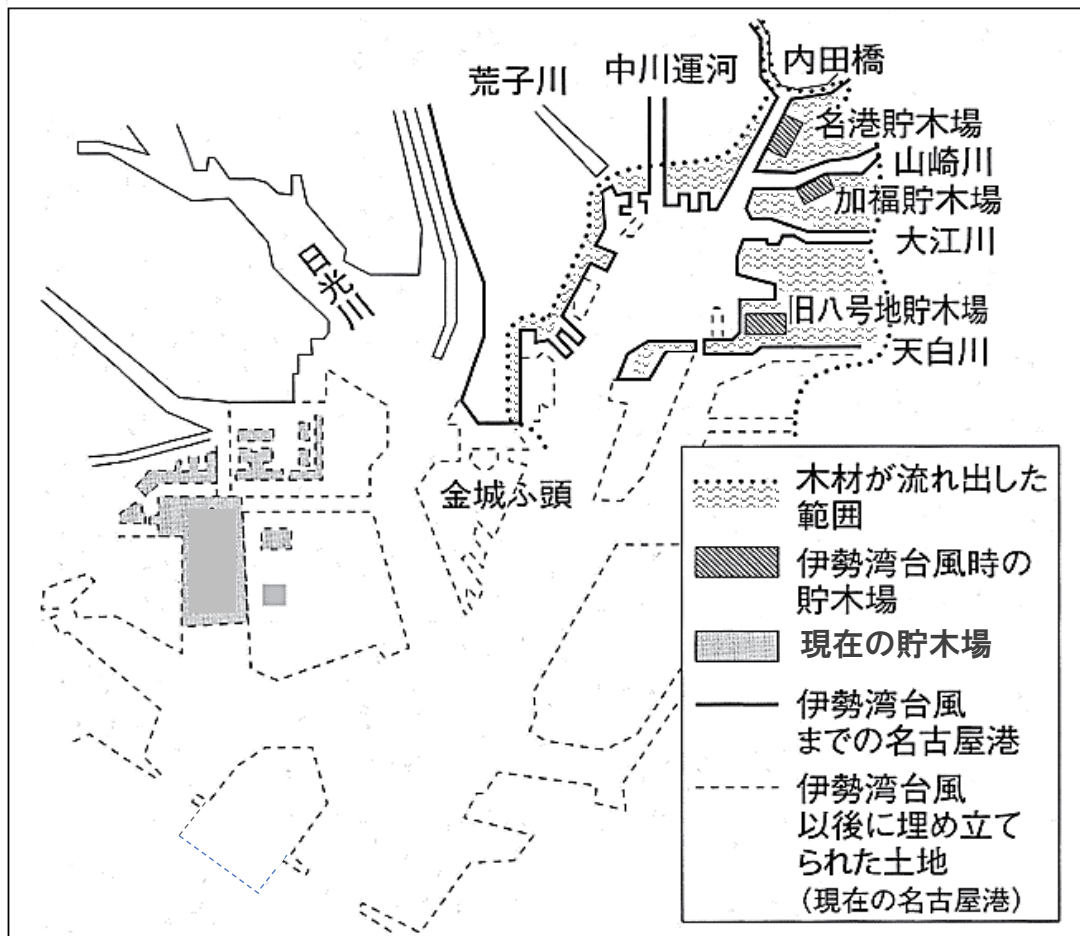 荒子川
中川運河
内田橋
名港貯木場
山崎川
加福貯木場
大江川
日光川
旧八号地貯木場
天白川
金城ふ頭
木材が流れ出した
範囲
伊勢湾台風時の
貯木場
現在の貯木場
伊勢湾台風
までの名古屋港
伊勢湾台風
以後に埋め立て
られた土地
(現在の名古屋港)